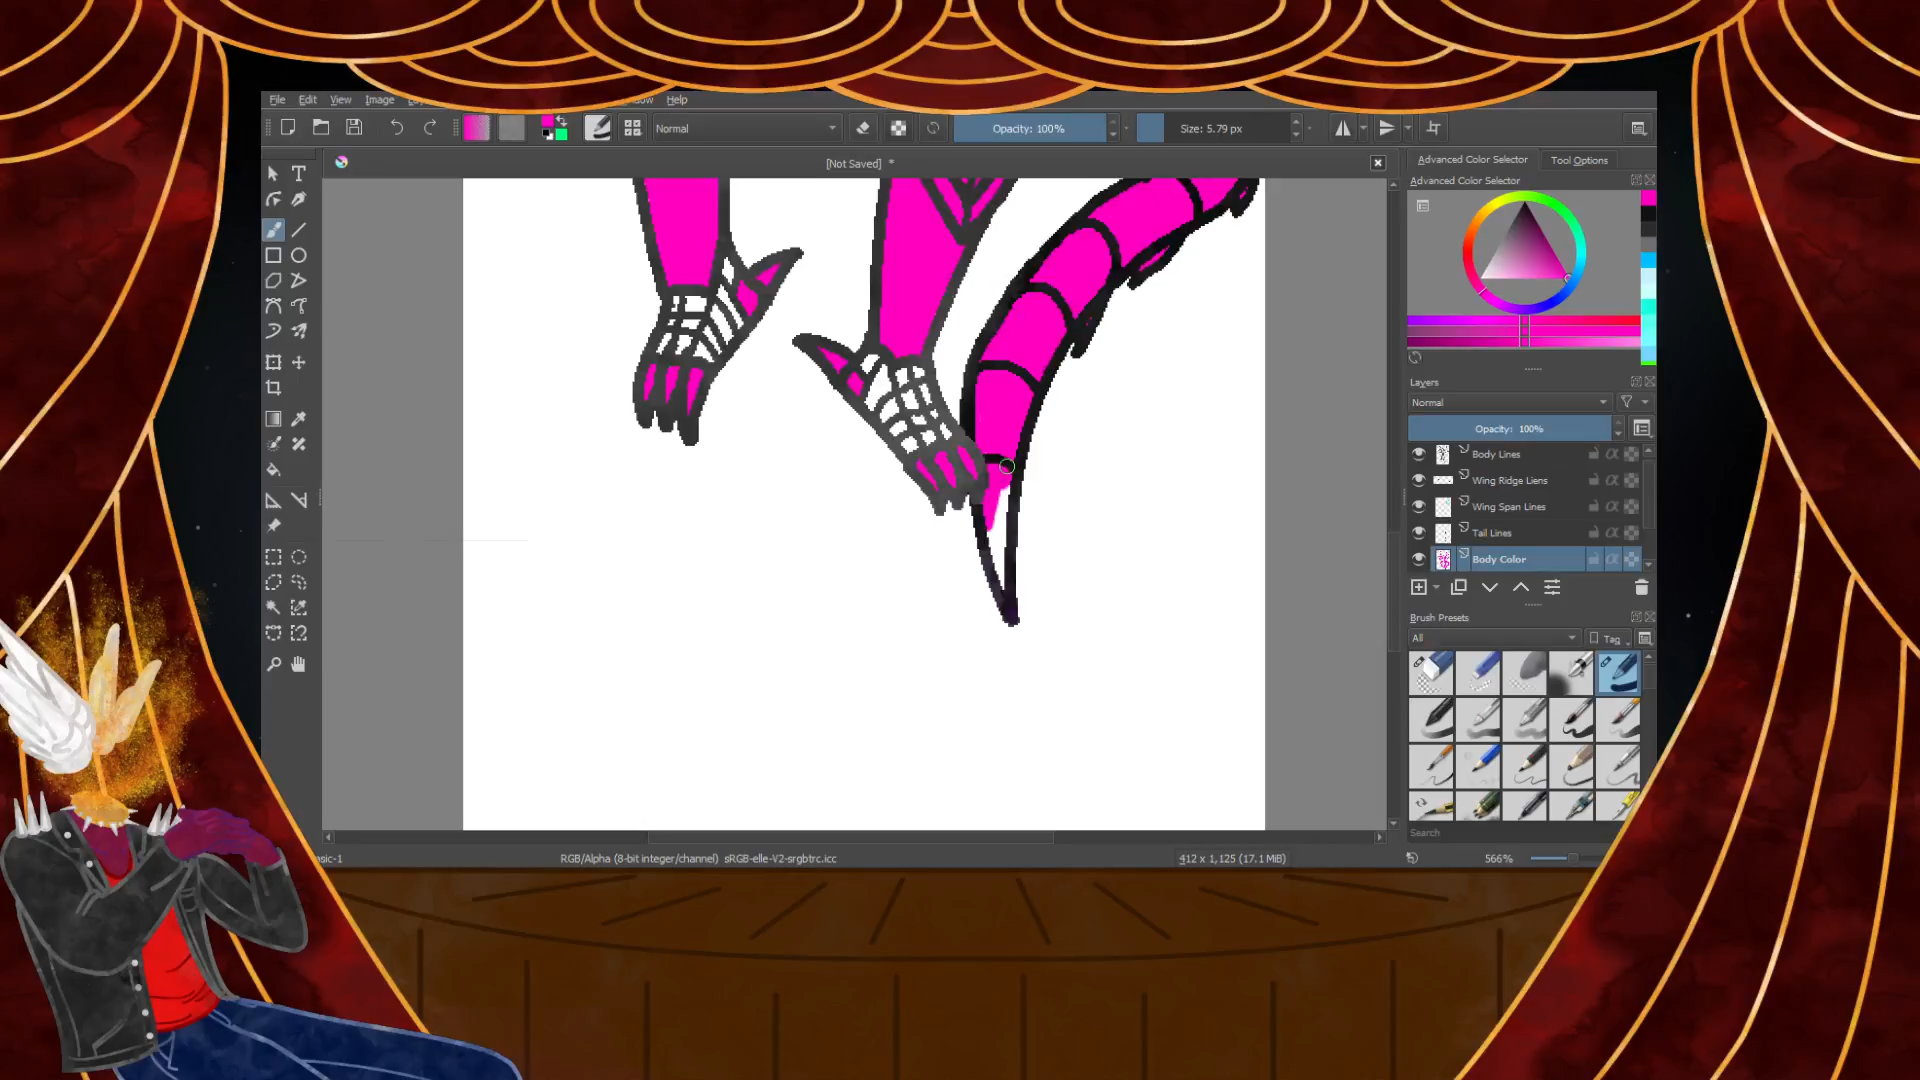 File Edit View Image Help
Normal
Opacity: 100%
Size: 5.79 px
[Not Saved] *
Advanced Color Selector
Tool Options
Advanced Color Selector
Layers
Normal
Opacity: 100%
Body Lines
Wing Ridge Liens
Wing Span Lines
Tail Lines
Body Color
Brush Presets
All
Tag
Search
RGB/Alpha (8-bit integer/channel) sRGB-elle-V2-srgbtrc.icc
412 x 1,125 (17.1 MiB)
566%